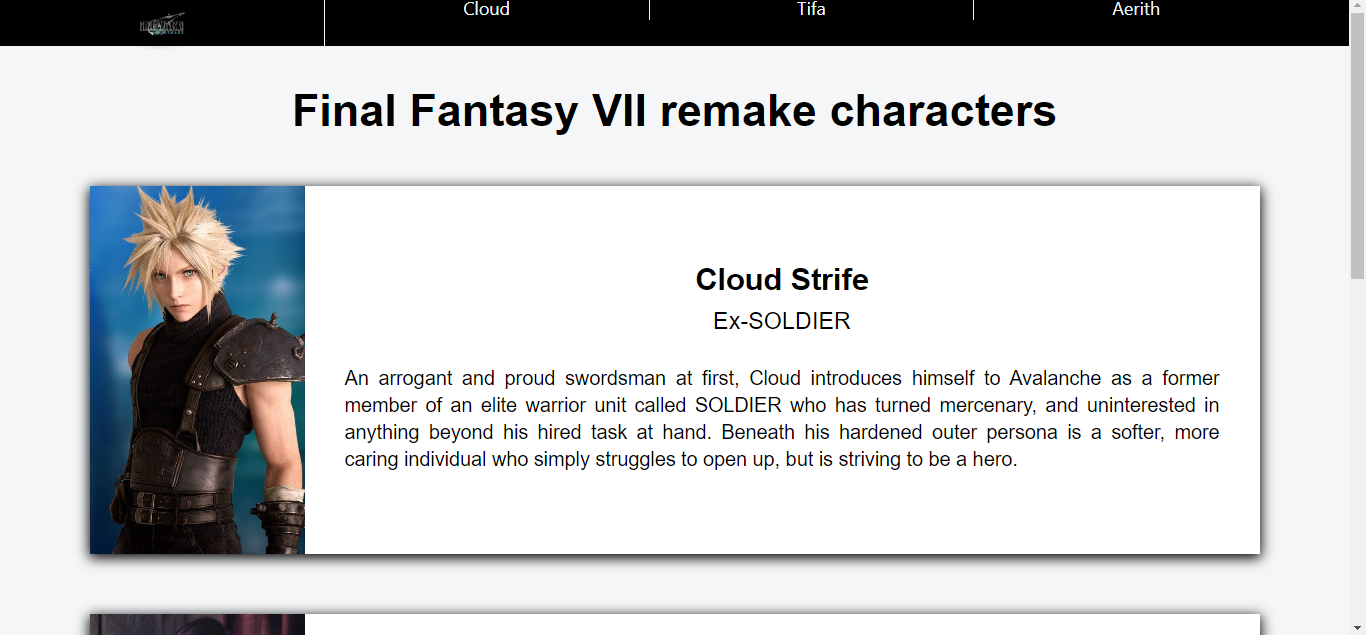 Cloud
Tifa
Aerith
Final Fantasy VII remake characters
Cloud Strife
Ex-SOLDIER
An arrogant and proud swordsman at first, Cloud introduces himself to Avalanche as a former
member of an elite warrior unit called SOLDIER who has turned mercenary, and uninterested in
anything beyond his hired task at hand. Beneath his hardened outer persona is a softer, more
caring individual who simply struggles to open up, but is striving to be a hero.